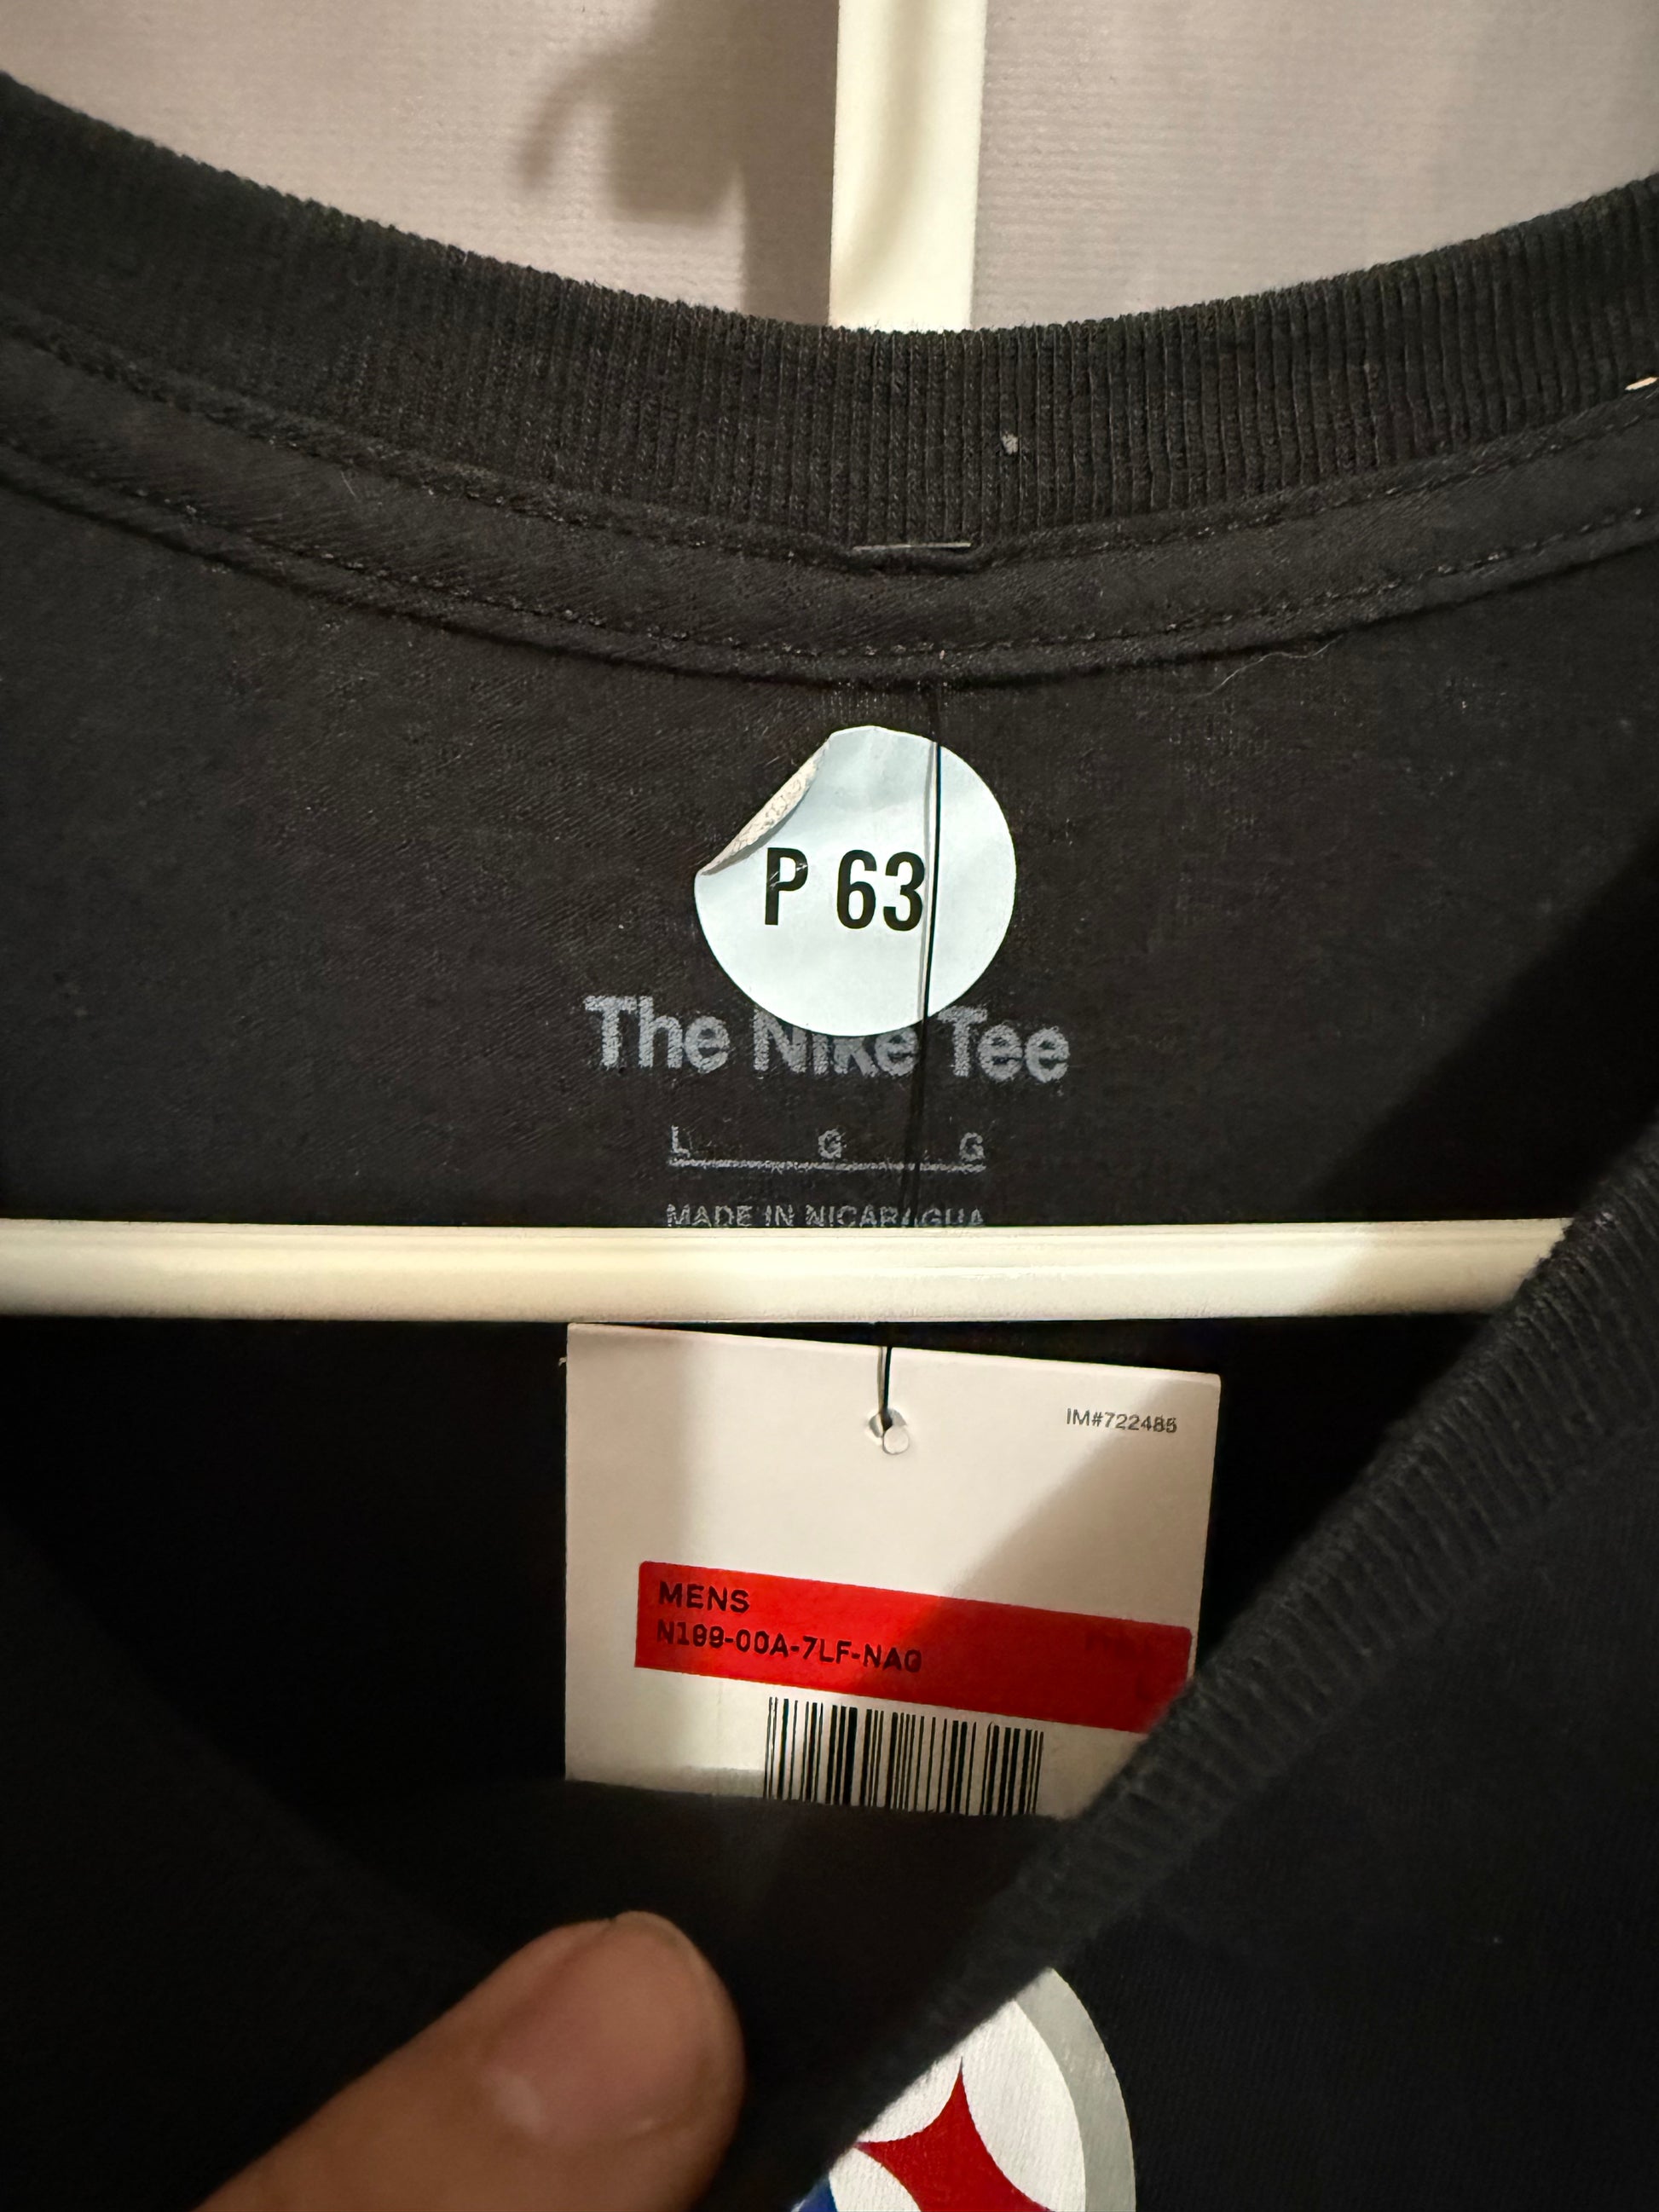 P 63
The Nike Tee
L G G
MADE IN NICARAGUA
IM#722485
MENS
N199-00A-7LF-NAG